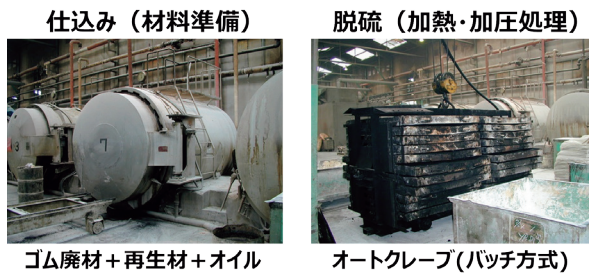 仕込み（材料準備）
脱硫（加熱･加圧処理）
7
ゴム廃材＋再生材＋オイル
オートクレーブ(バッチ方式)